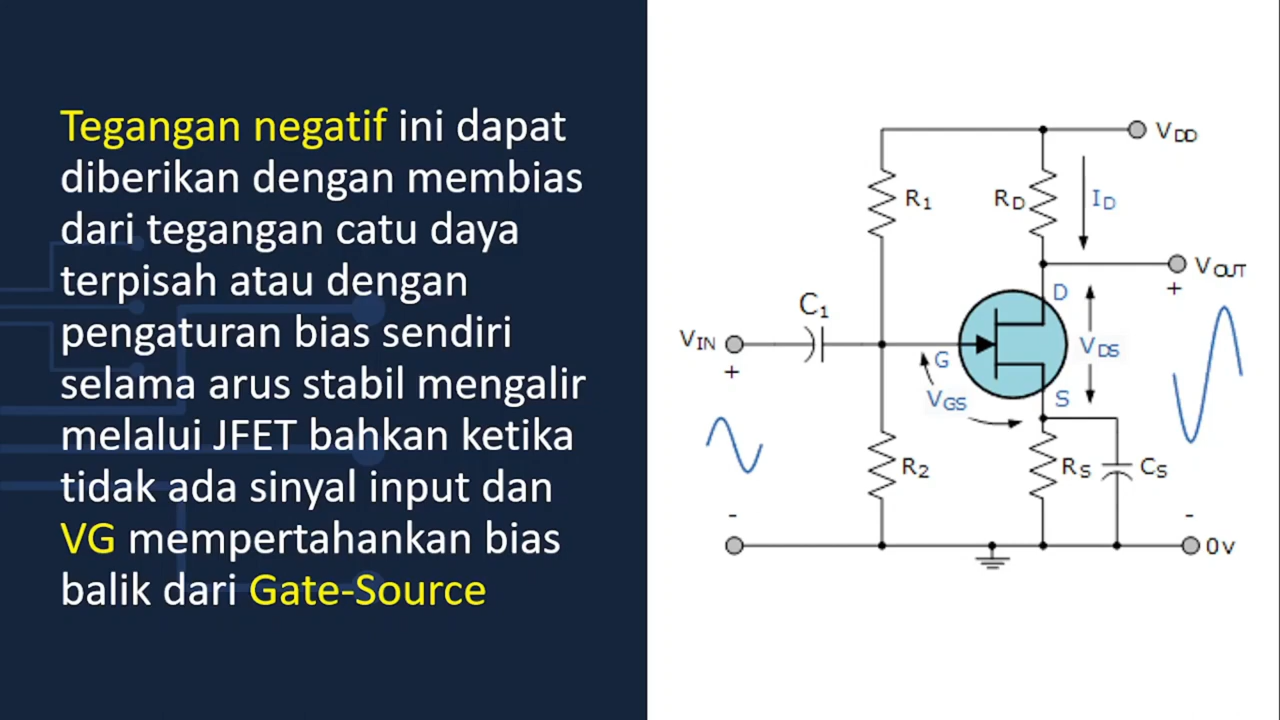 Tegangan negatif ini dapat
diberikan dengan membias
dari tegangan catu daya
terpisah atau dengan
pengaturan bias sendiri
selama arus stabil mengalir
melalui JFET bahkan ketika
tidak ada sinyal input dan
VG mempertahankan bias
balik dari Gate-Source
VDD
R1
RD
ID
VOUT
+
C1
D
VIN
+
G
VDS
VGS
S
R2
RS
CS
-
-
0v